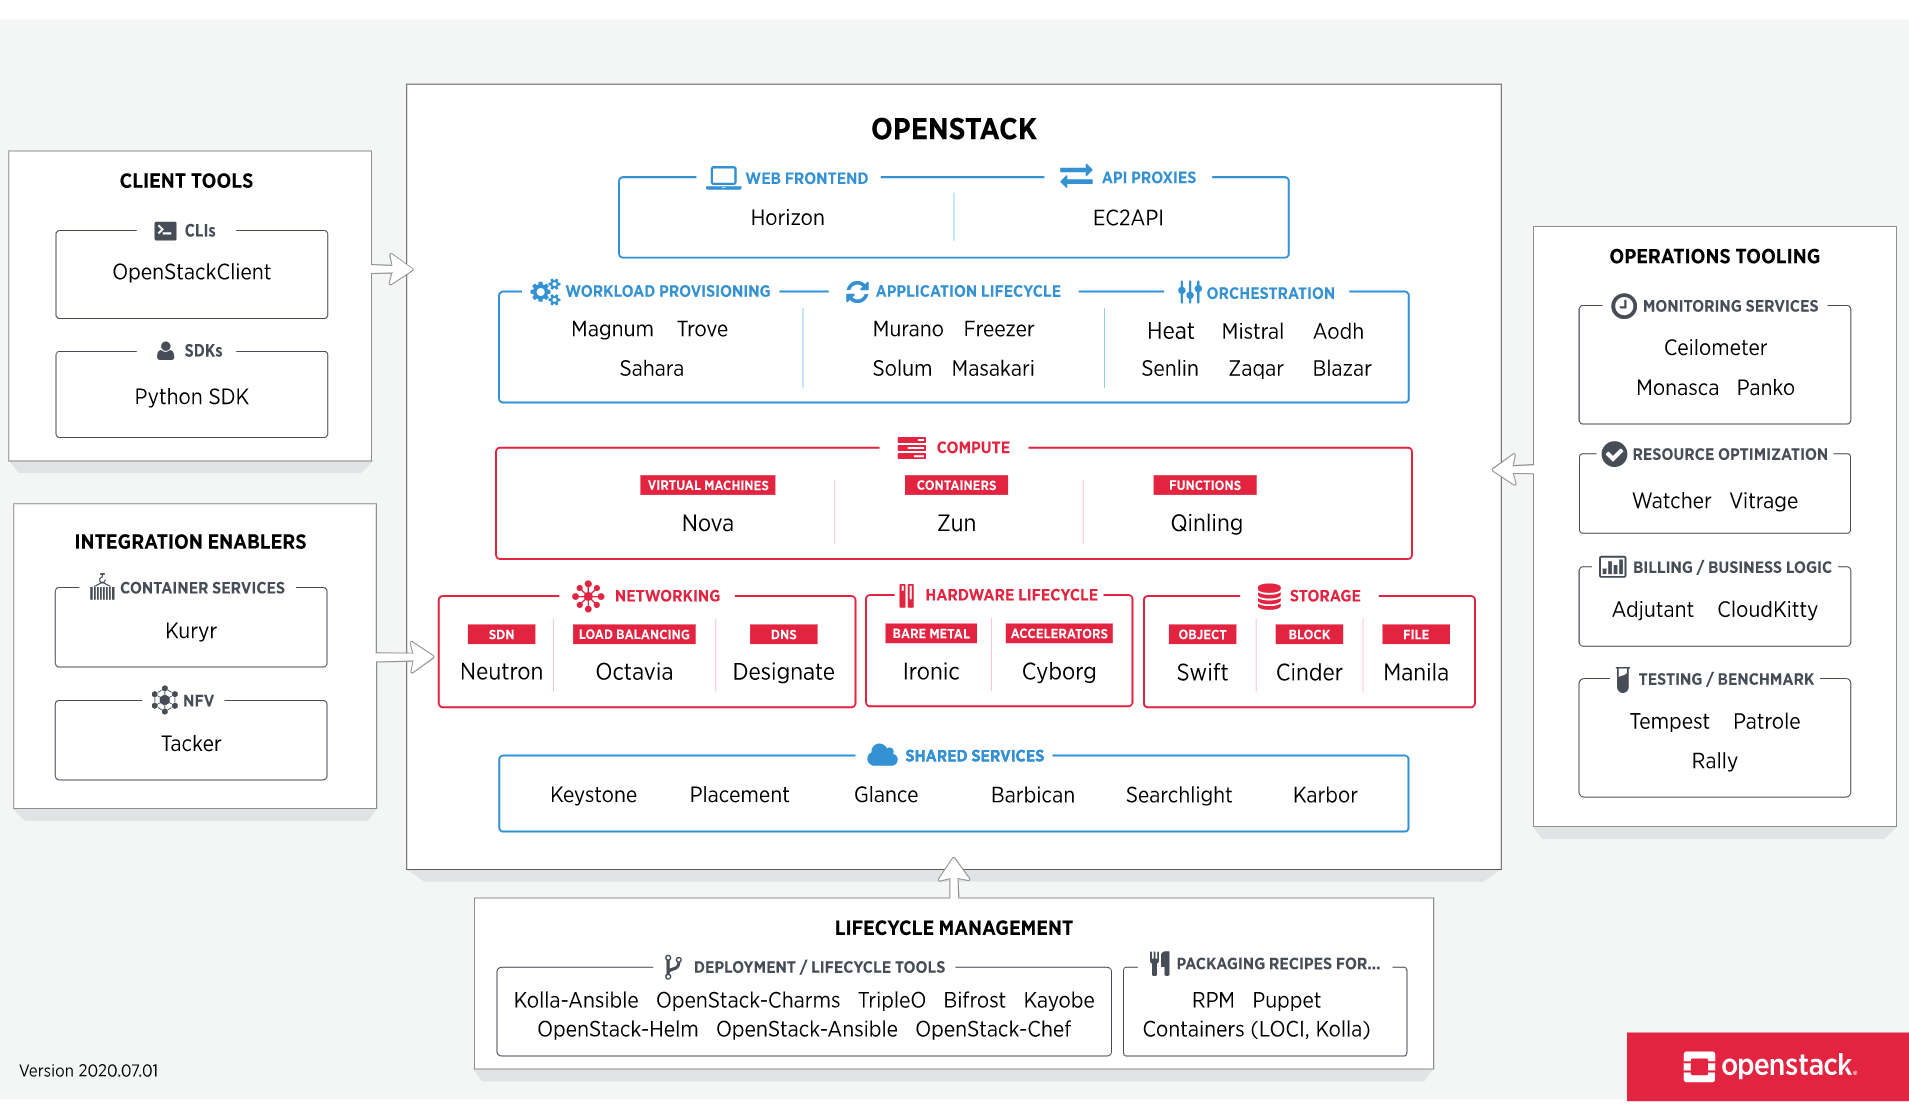 OPENSTACK
WEB FRONTEND
Horizon
API PROXIES
EC2API
WORKLOAD PROVISIONING
Magnum Trove
Sahara
APPLICATION LIFECYCLE
Murano Freezer
Solum Masakari
ORCHESTRATION
Heat Mistral Aodh
Senlin Zaqar Blazar
COMPUTE
VIRTUAL MACHINES
Nova
CONTAINERS
Zun
FUNCTIONS
Qinling
NETWORKING
SDN
Neutron
LOAD BALANCING
Octavia
DNS
Designate
HARDWARE LIFECYCLE
BARE METAL
Ironic
ACCELERATORS
Cyborg
STORAGE
OBJECT
Swift
BLOCK
Cinder
FILE
Manila
SHARED SERVICES
Keystone Placement Glance Barbican Searchlight Karbor
CLIENT TOOLS
CLIs
OpenStackClient
SDKs
Python SDK
INTEGRATION ENABLERS
CONTAINER SERVICES
Kuryr
NFV
Tacker
OPERATIONS TOOLING
MONITORING SERVICES
Ceilometer
Monasca Panko
RESOURCE OPTIMIZATION
Watcher Vitrage
BILLING / BUSINESS LOGIC
Adjutant CloudKitty
TESTING / BENCHMARK
Tempest Patrole
Rally
LIFECYCLE MANAGEMENT
DEPLOYMENT / LIFECYCLE TOOLS
Kolla-Ansible OpenStack-Charms TripleO Bifrost Kayobe
OpenStack-Helm OpenStack-Ansible OpenStack-Chef
PACKAGING RECIPES FOR...
RPM Puppet
Containers (LOCI, Kolla)
Version 2020.07.01
openstack.